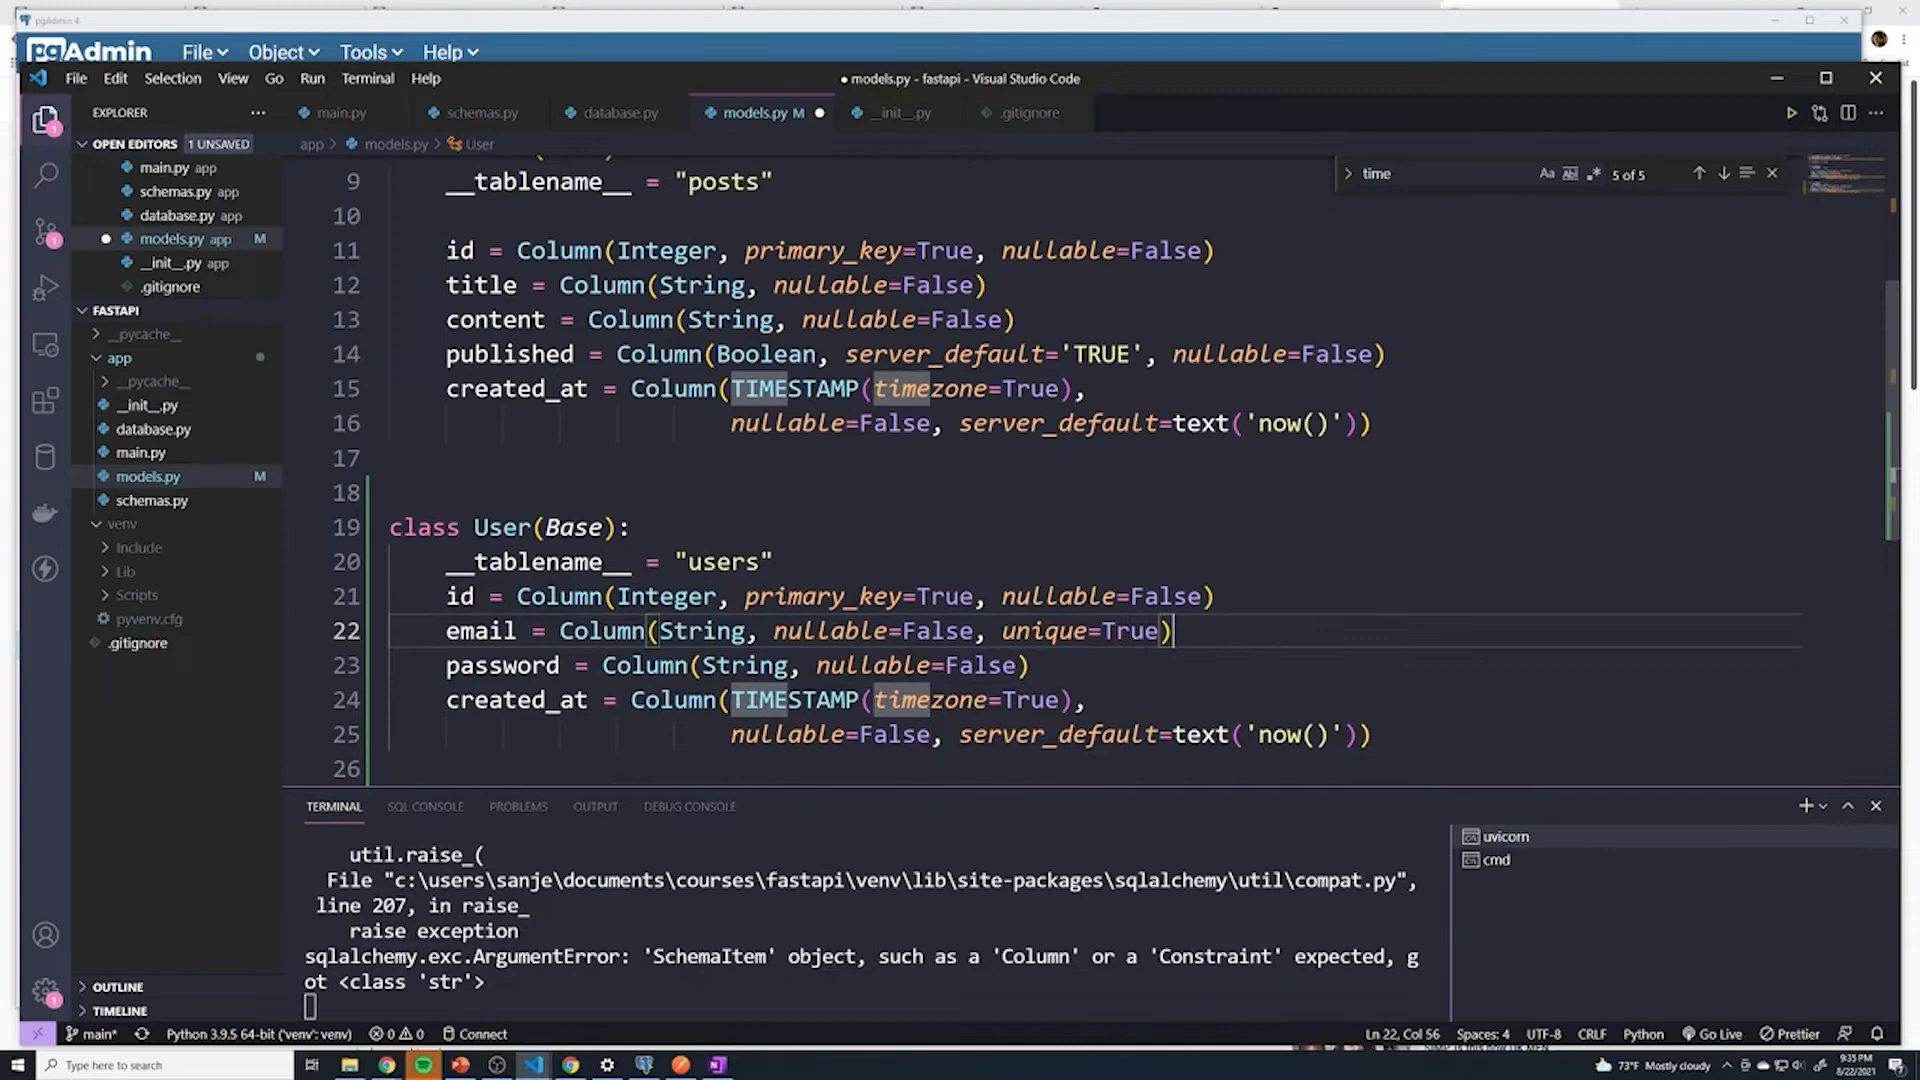 pgAdmin 4
pgAdmin File Object Tools Help
File Edit Selection View Go Run Terminal Help
● models.py - fastapi - Visual Studio Code
EXPLORER
main.py schemas.py database.py models.py M ● __init__.py .gitignore
OPEN EDITORS 1 UNSAVED
app > models.py > User
main.py app
schemas.py app
database.py app
models.py app M
__init__.py app
.gitignore
FASTAPI
__pycache__
app
__pycache__
__init__.py
database.py
main.py
models.py M
schemas.py
venv
Include
Lib
Scripts
pyvenv.cfg
.gitignore
OUTLINE
TIMELINE
time Aa Ab .* 5 of 5
9 __tablename__ = "posts"
10
11 id = Column(Integer, primary_key=True, nullable=False)
12 title = Column(String, nullable=False)
13 content = Column(String, nullable=False)
14 published = Column(Boolean, server_default='TRUE', nullable=False)
15 created_at = Column(TIMESTAMP(timezone=True),
16 nullable=False, server_default=text('now()'))
17
18
19 class User(Base):
20 __tablename__ = "users"
21 id = Column(Integer, primary_key=True, nullable=False)
22 email = Column(String, nullable=False, unique=True)
23 password = Column(String, nullable=False)
24 created_at = Column(TIMESTAMP(timezone=True),
25 nullable=False, server_default=text('now()'))
26
TERMINAL SQL CONSOLE PROBLEMS OUTPUT DEBUG CONSOLE
util.raise_(
File "c:\users\sanje\documents\courses\fastapi\venv\lib\site-packages\sqlalchemy\util\compat.py",
line 207, in raise_
raise exception
sqlalchemy.exc.ArgumentError: 'SchemaItem' object, such as a 'Column' or a 'Constraint' expected, g
ot <class 'str'>
uvicorn
cmd
main* Python 3.9.5 64-bit ('venv': venv) 0 0 Connect
Ln 22, Col 56 Spaces: 4 UTF-8 CRLF Python Go Live Prettier
Type here to search
73°F Mostly cloudy
9:35 PM
8/22/2021